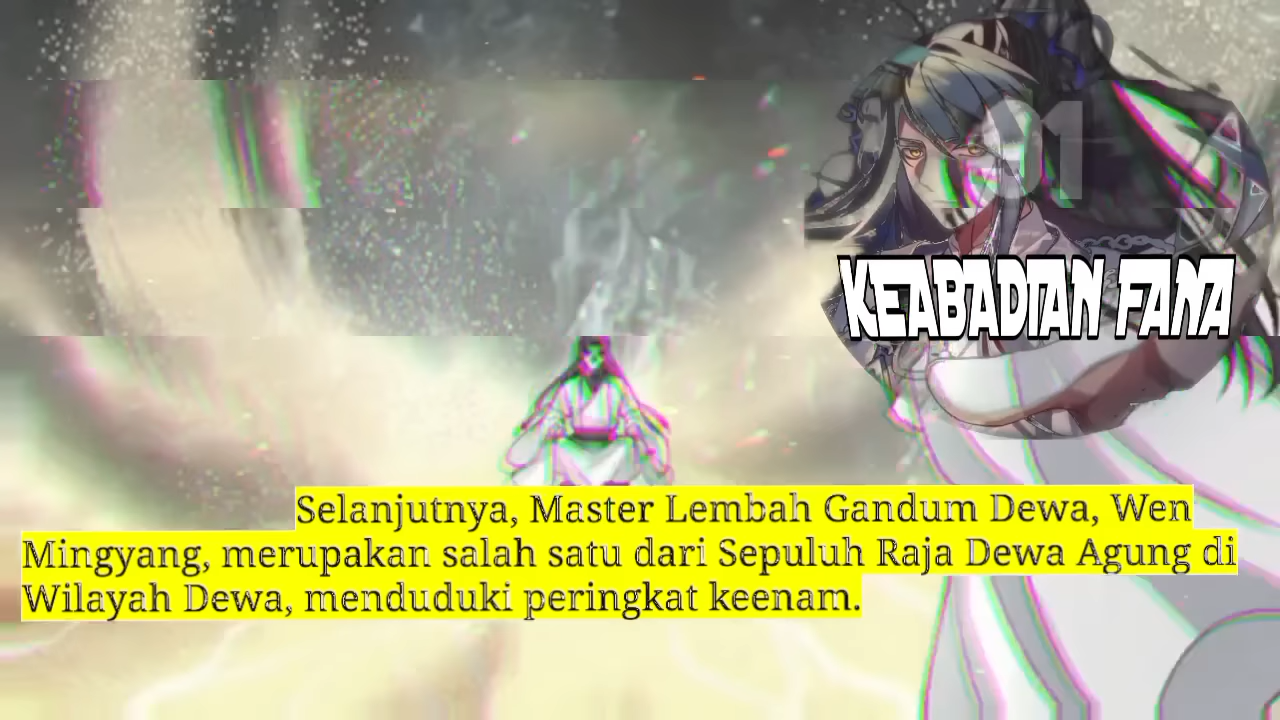 01
KEABADIAN FANA
Selanjutnya, Master Lembah Gandum Dewa, Wen
Mingyang, merupakan salah satu dari Sepuluh Raja Dewa Agung di
Wilayah Dewa, menduduki peringkat keenam.